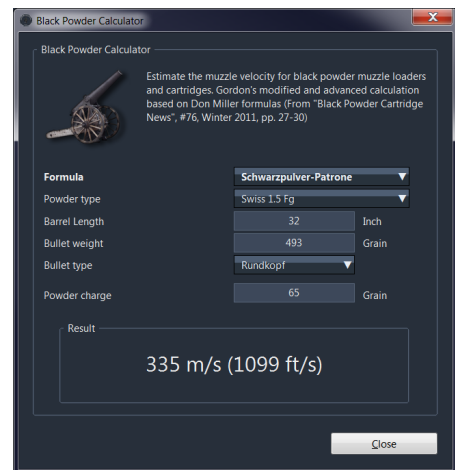 Black Powder Calculator
Black Powder Calculator
Estimate the muzzle velocity for black powder muzzle loaders
and cartridges. Gordon's modified and advanced calculation
based on Don Miller formulas (From "Black Powder Cartridge
News", #76, Winter 2011, pp. 27-30)
Formula Schwarzpulver-Patrone
Powder type Swiss 1.5 Fg
Barrel Length 32 Inch
Bullet weight 493 Grain
Bullet type Rundkopf
Powder charge 65 Grain
Result
335 m/s (1099 ft/s)
Close